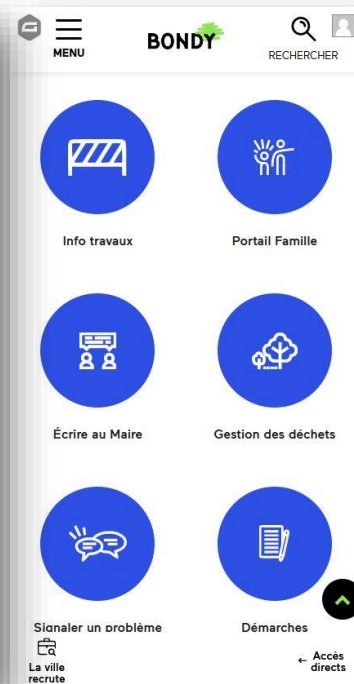 MENU
BONDY
RECHERCHER
Info travaux
Portail Famille
Écrire au Maire
Gestion des déchets
Signaler un problème
Démarches
La ville
recrute
← Accès
directs